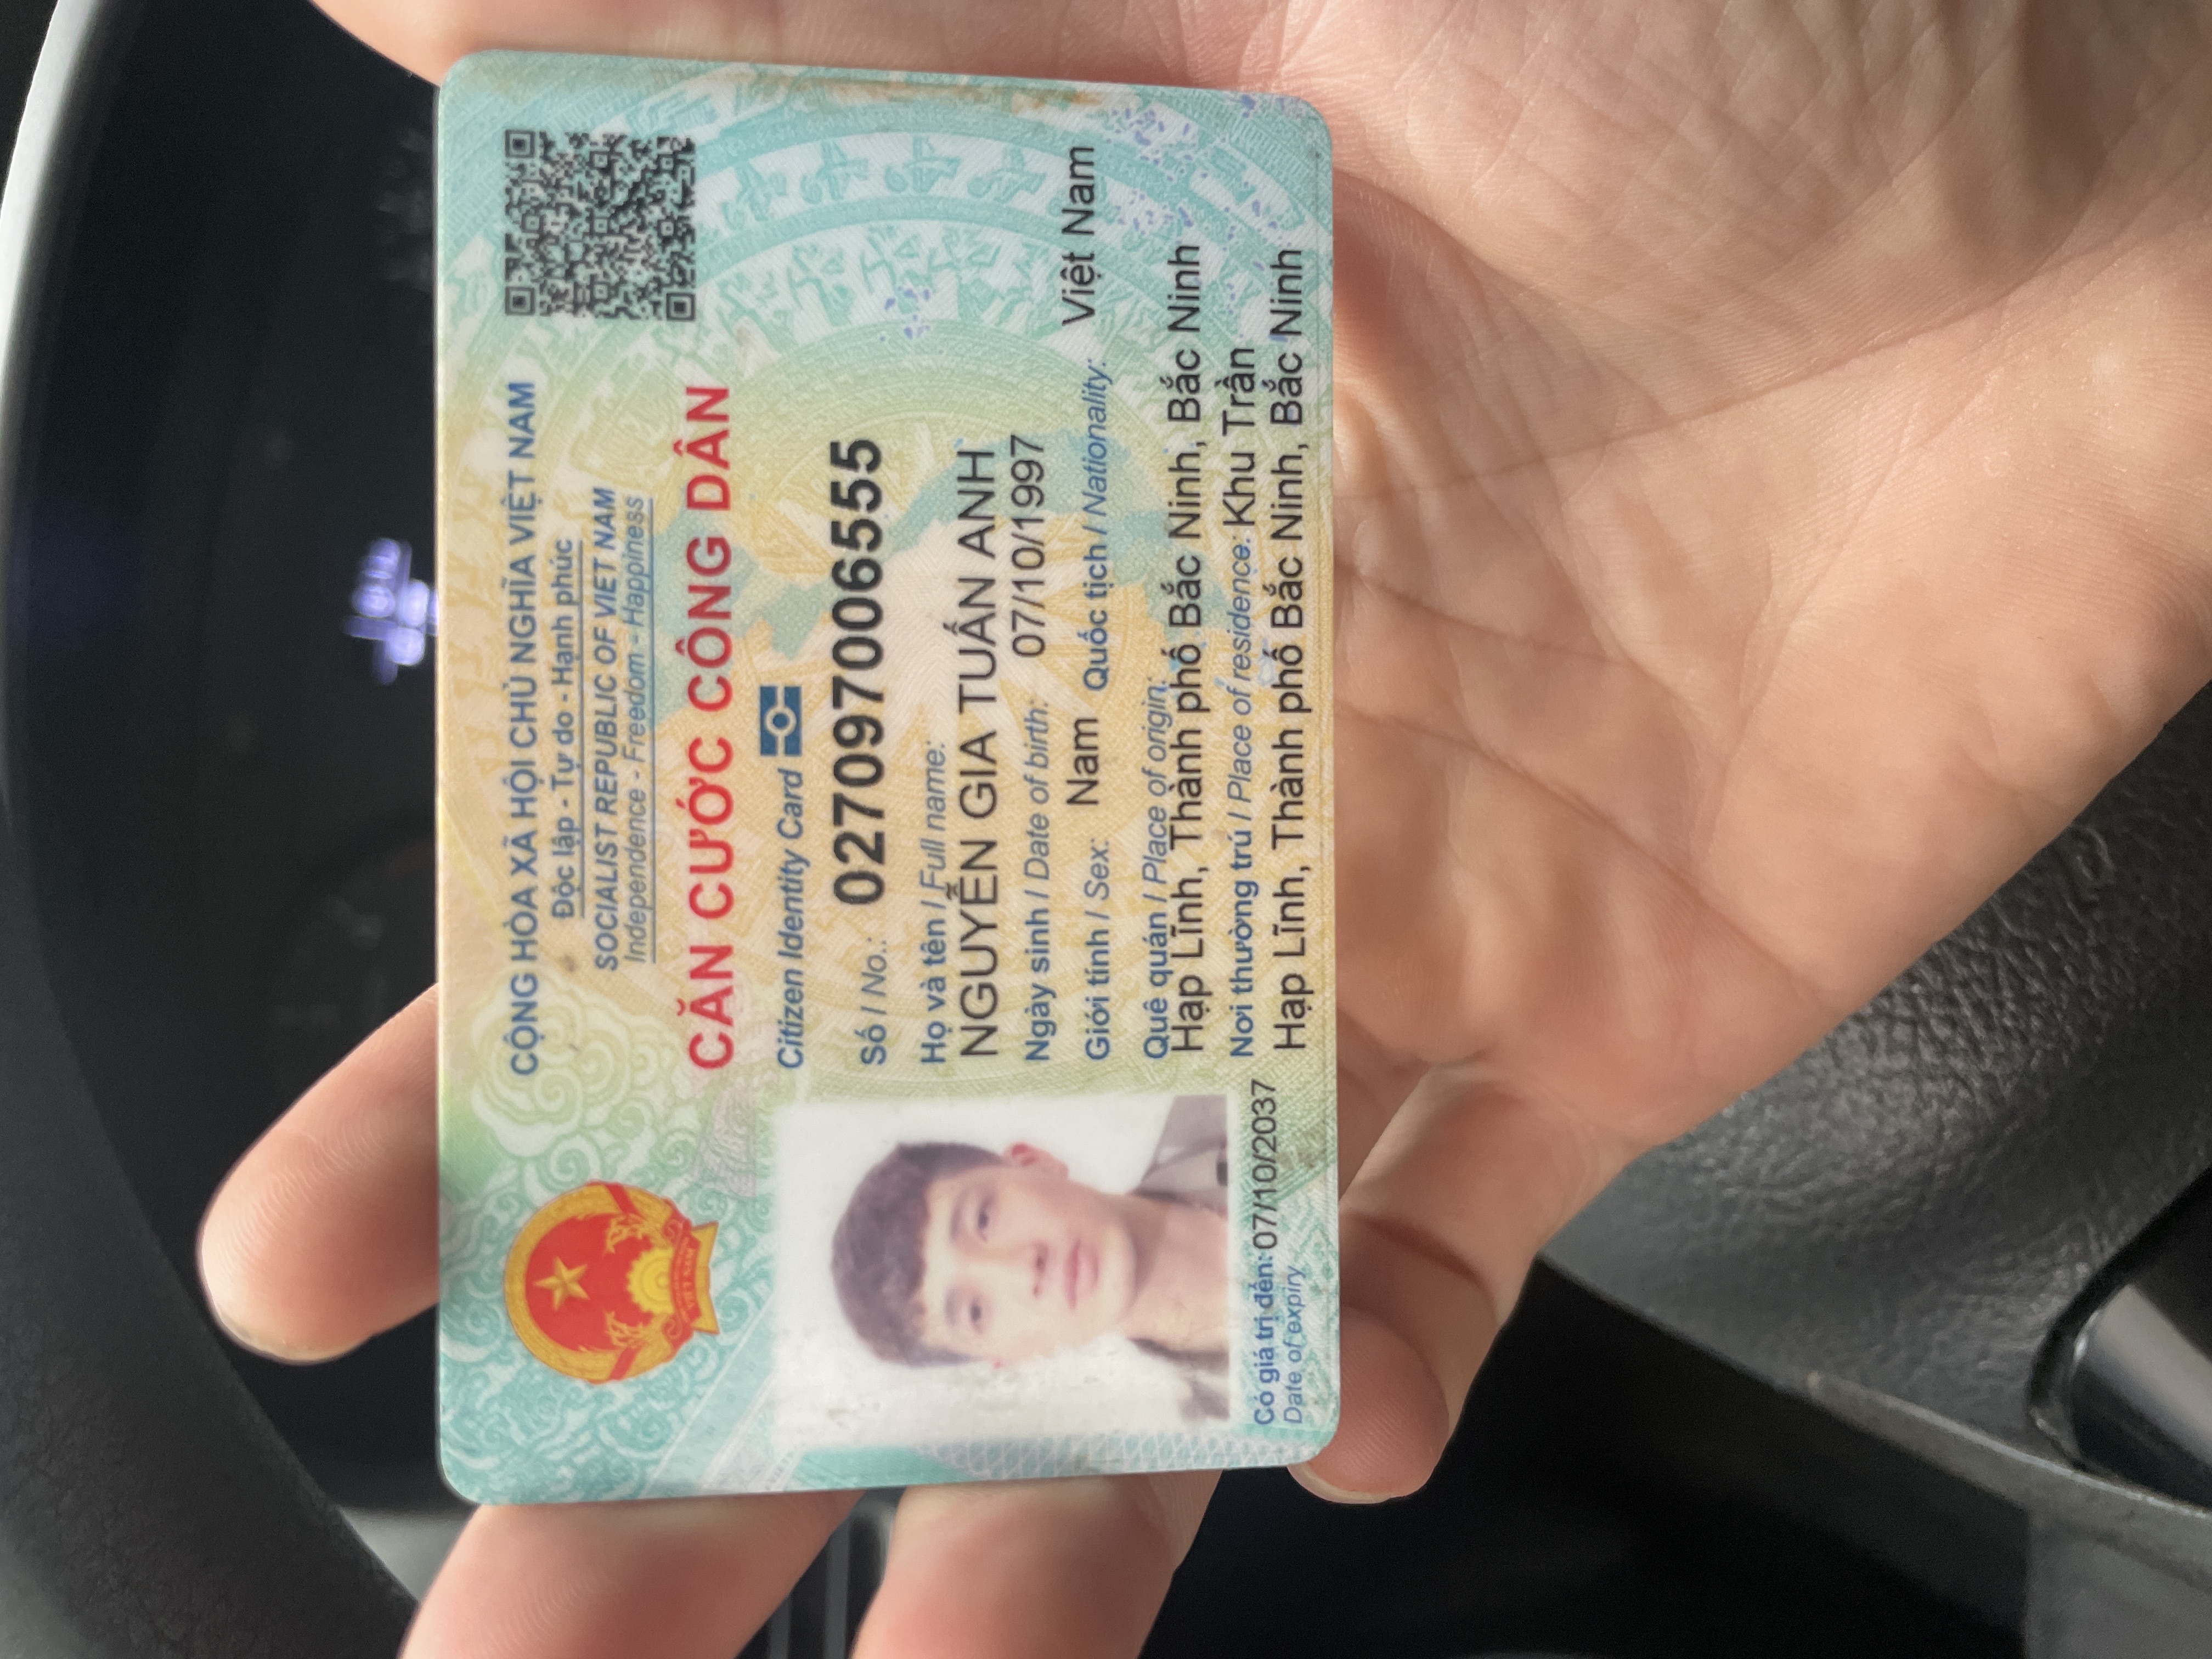 CỘNG HÒA XÃ HỘI CHỦ NGHĨA VIỆT NAM
Độc lập - Tự do - Hạnh phúc
SOCIALIST REPUBLIC OF VIET NAM
Independence - Freedom - Happiness
CĂN CƯỚC CÔNG DÂN
Citizen Identity Card
Số / No.: 027097006555
Họ và tên / Full name:
NGUYỄN GIA TUẤN ANH
Ngày sinh / Date of birth: 07/10/1997
Giới tính / Sex: Nam Quốc tịch / Nationality: Việt Nam
Quê quán / Place of origin:
Hạp Lĩnh, Thành phố Bắc Ninh, Bắc Ninh
Nơi thường trú / Place of residence: Khu Trần
Hạp Lĩnh, Thành phố Bắc Ninh, Bắc Ninh
Có giá trị đến: 07/10/2037
Date of expiry